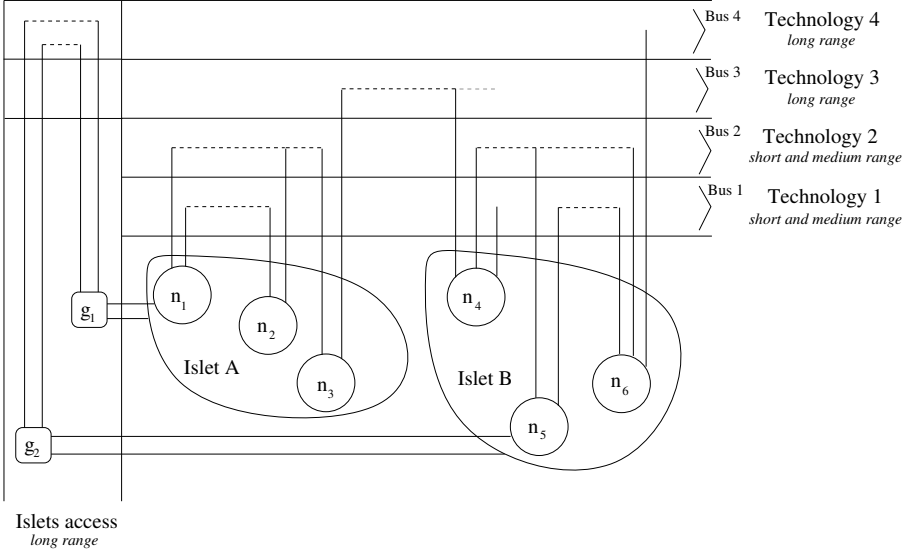 Bus 4
Technology 4
long range
Bus 3
Technology 3
long range
Bus 2
Technology 2
short and medium range
Bus 1
Technology 1
short and medium range
g1
n1
n2
n3
Islet A
n4
Islet B
n6
n5
g2
Islets access
long range